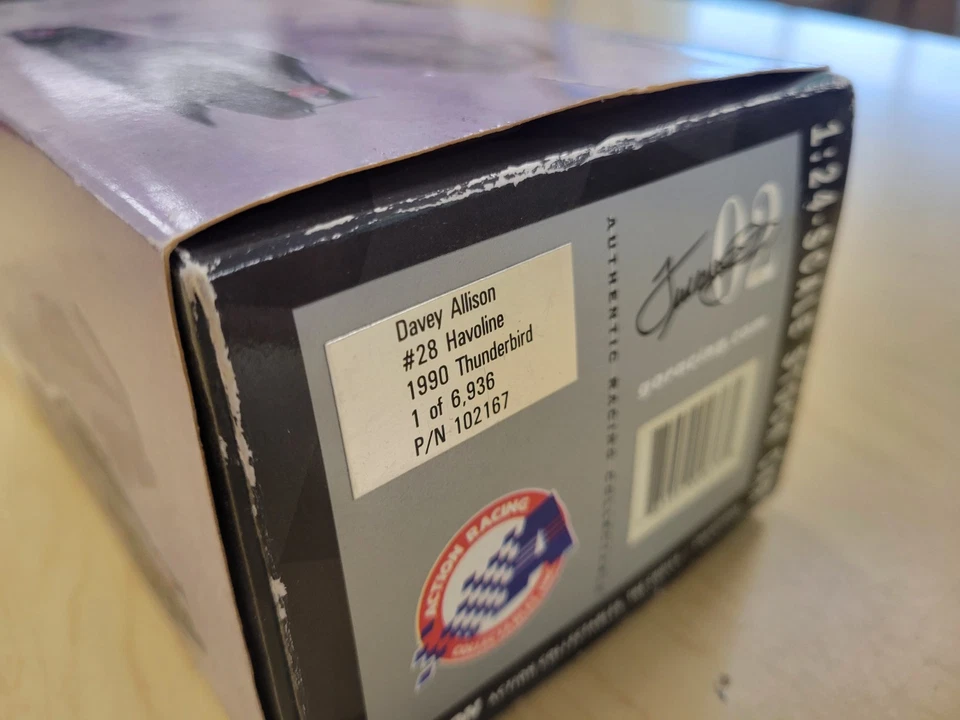 Davey Allison
#28 Havoline
1990 Thunderbird
1 of 6,936
P/N 102167
ACTION RACING
AUTHENTIC RACING
02
goracing.com
1:24-SCALE STOCK CAR